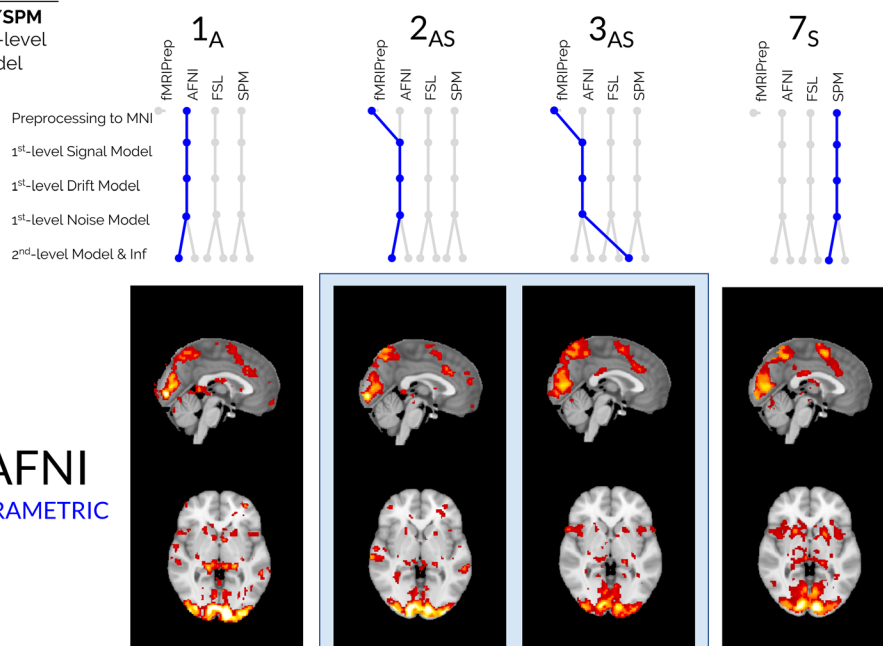 /SPM
-level
del
1A
2AS
3AS
7S
fMRIPrep
AFNI
FSL
SPM
fMRIPrep
AFNI
FSL
SPM
fMRIPrep
AFNI
FSL
SPM
fMRIPrep
AFNI
FSL
SPM
Preprocessing to MNI
1st-level Signal Model
1st-level Drift Model
1st-level Noise Model
2nd-level Model & Inf
AFNI
RAMETRIC